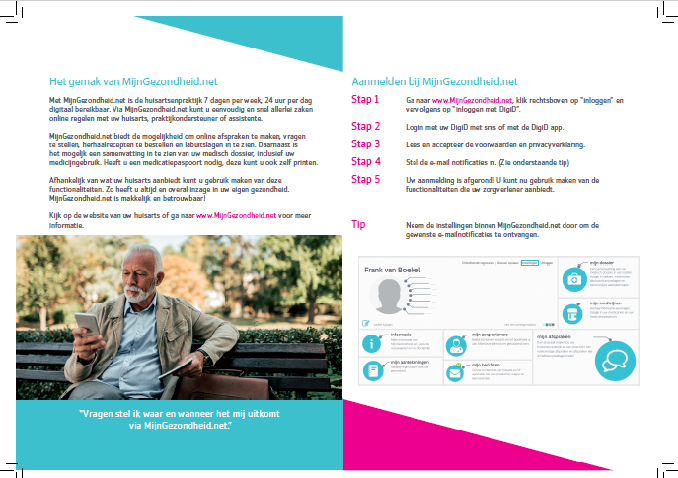 Het gemak van MijnGezondheid.net
Met MijnGezondheid.net is de huisartsenpraktijk 7 dagen per week, 24 uur per dag
digitaal bereikbaar. Via MijnGezondheid.net kunt u eenvoudig en snel allerlei zaken
online regelen met uw huisarts, praktijkondersteuner of assistente.
MijnGezondheid.net biedt de mogelijkheid om online afspraken te maken, vragen
te stellen, herhaalrecepten te bestellen en labuitslagen in te zien. Daarnaast is
het mogelijk een samenvatting in te zien van uw medisch dossier, inclusief uw
medicijngebruik. Heeft u een medicatiepaspoort nodig, deze kunt u ook zelf printen.
Afhankelijk van wat uw huisarts aanbiedt kunt u gebruik maken van deze
functionaliteiten. Zo heeft u altijd en overal inzage in uw eigen gezondheid.
MijnGezondheid.net is makkelijk en betrouwbaar!
Kijk op de website van uw huisarts of ga naar www.MijnGezondheid.net voor meer
informatie.
"Vragen stel ik waar en wanneer het mij uitkomt
via MijnGezondheid.net."
Aanmelden bij MijnGezondheid.net
Stap 1 Ga naar www.MijnGezondheid.net, klik rechtsboven op "inloggen" en
vervolgens op "inloggen met DigiD".
Stap 2 Login met uw DigiD met sms of met de DigiD app.
Stap 3 Lees en accepteer de voorwaarden en privacyverklaring.
Stap 4 Stel de e-mail notificaties in. (Zie onderstaande tip)
Stap 5 Uw aanmelding is afgerond! U kunt nu gebruik maken van de
functionaliteiten die uw zorgverlener aanbiedt.
Tip Neem de instellingen binnen MijnGezondheid.net door om de
gewenste e-mailnotificaties te ontvangen.
Frank van Boekel
mijn dossier
informatie
mijn aantekeningen
mijn afspraken